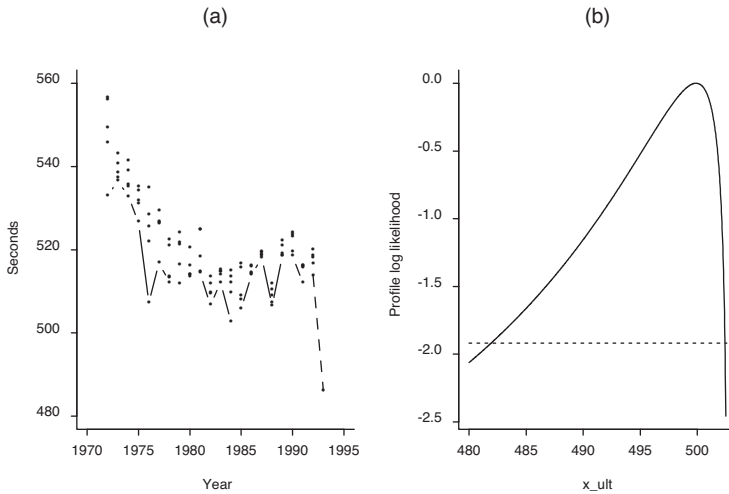 (a)
560
540
520
500
480
Seconds
1970 1975 1980 1985 1990 1995
Year
(b)
0.0
-0.5
-1.0
-1.5
-2.0
-2.5
Profile log likelihood
480 485 490 495 500
x_ult